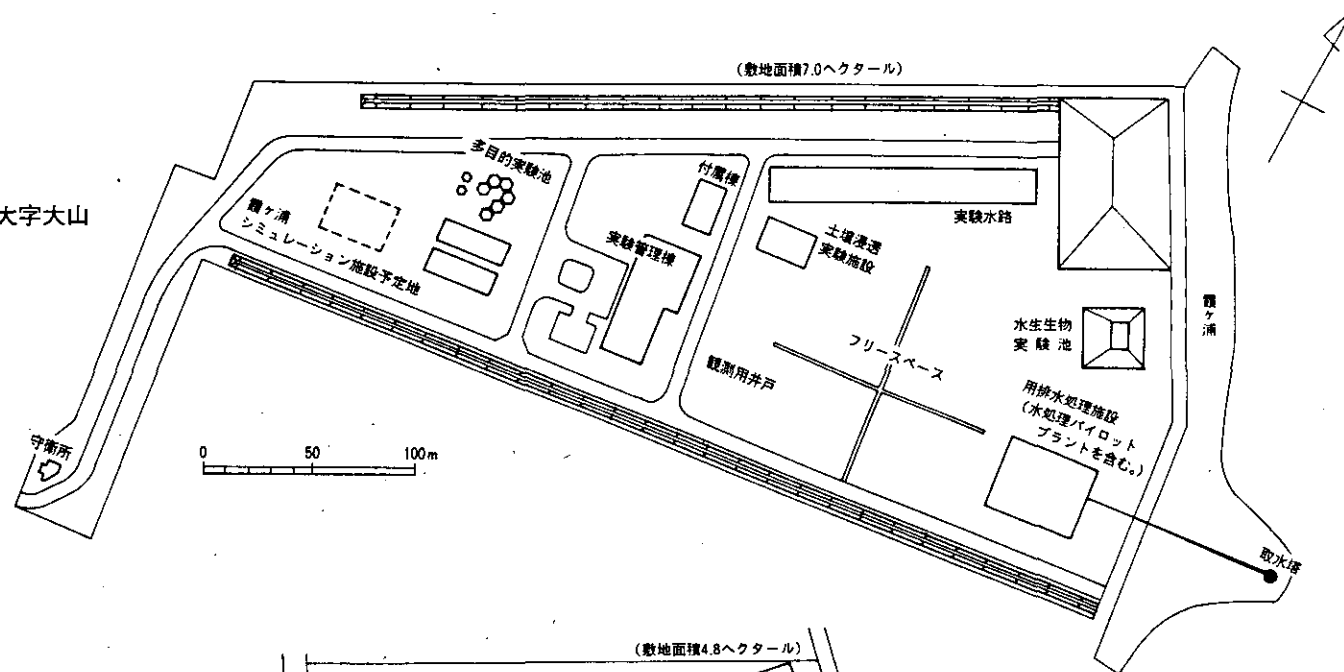 (敷地面積7.0ヘクタール)
大字大山
多目的実験池
付属棟
実験水路
霞ケ浦
シミュレーション施設予定地
実験管理棟
土壌浸透
実験施設
霞ケ浦
水生生物
実験池
フリースペース
観測用井戸
用排水処理施設
(水処理パイロット
プラントを含む。)
守衛所
0 50 100m
取水塔
(敷地面積4.8ヘクタール)